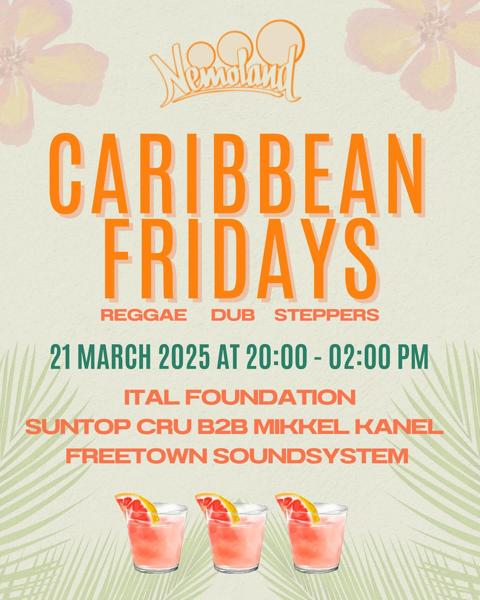 Nemoland
CARIBBEAN
FRIDAYS
REGGAE DUB STEPPERS
21 MARCH 2025 AT 20:00 - 02:00 PM
ITAL FOUNDATION
SUNTOP CRU B2B MIKKEL KANEL
FREETOWN SOUNDSYSTEM